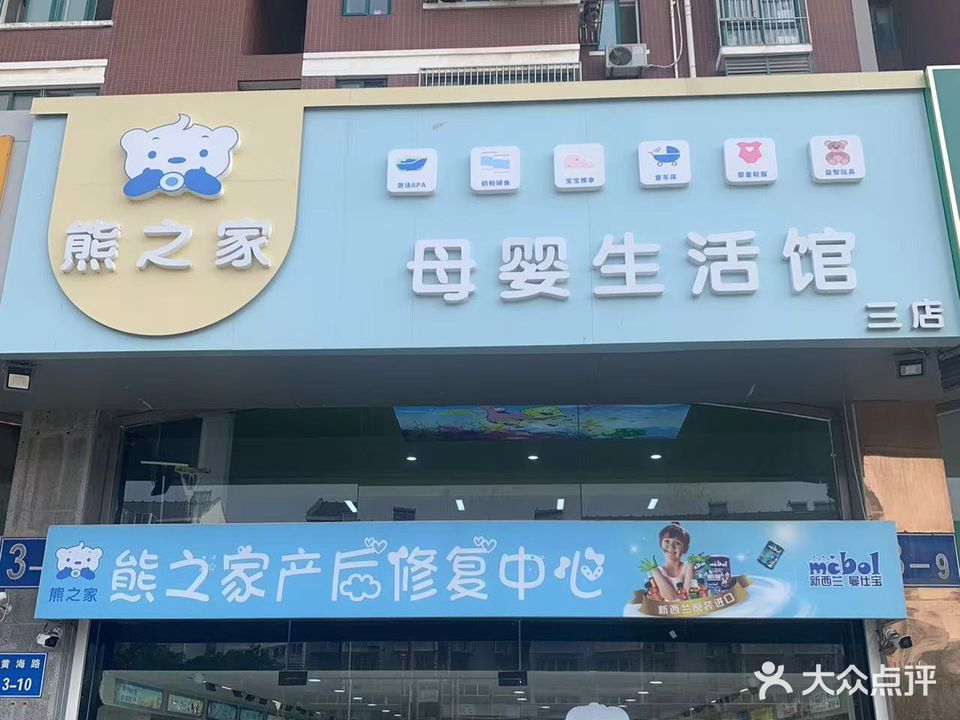 熊之家
游泳SPA
奶粉辅食
宝宝推拿
童车床
婴童鞋服
益智玩具
母婴生活馆
三店
3-
熊之家
熊之家产后修复中心
新西兰原装进口
mcbol
新西兰 曼仕宝
-9
黄海路
3-10
大众点评